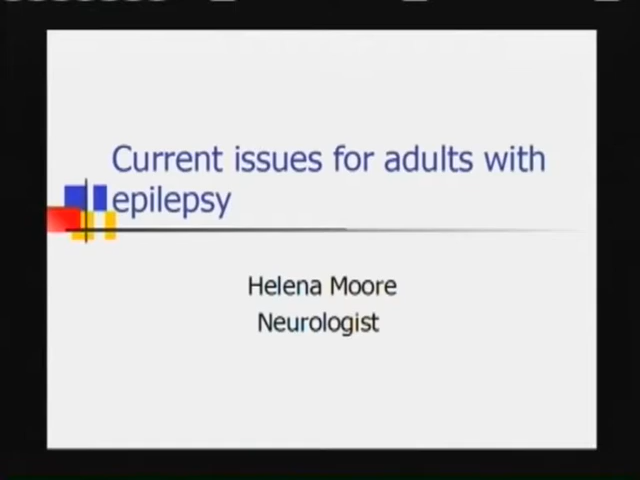 Current issues for adults with
epilepsy
Helena Moore
Neurologist